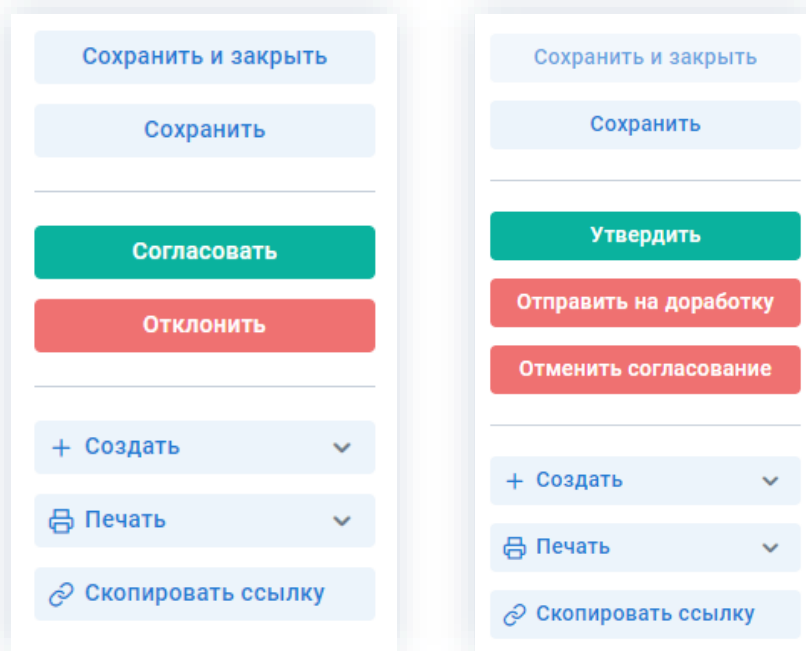 Сохранить и закрыть
Сохранить
Согласовать
Отклонить
Создать
Печать
Скопировать ссылку
Сохранить и закрыть
Сохранить
Утвердить
Отправить на доработку
Отменить согласование
Создать
Печать
Скопировать ссылку